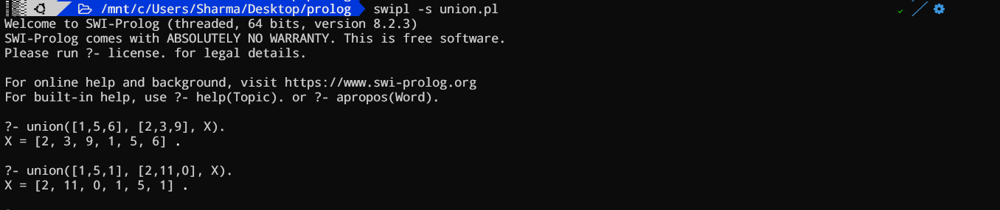 /mnt/c/Users/Sharma/Desktop/prolog swipl -s union.pl
Welcome to SWI-Prolog (threaded, 64 bits, version 8.2.3)
SWI-Prolog comes with ABSOLUTELY NO WARRANTY. This is free software.
Please run ?- license. for legal details.
For online help and background, visit https://www.swi-prolog.org
For built-in help, use ?- help(Topic). or ?- apropos(Word).
?- union([1,5,6], [2,3,9], X).
X = [2, 3, 9, 1, 5, 6] .
?- union([1,5,1], [2,11,0], X).
X = [2, 11, 0, 1, 5, 1] .